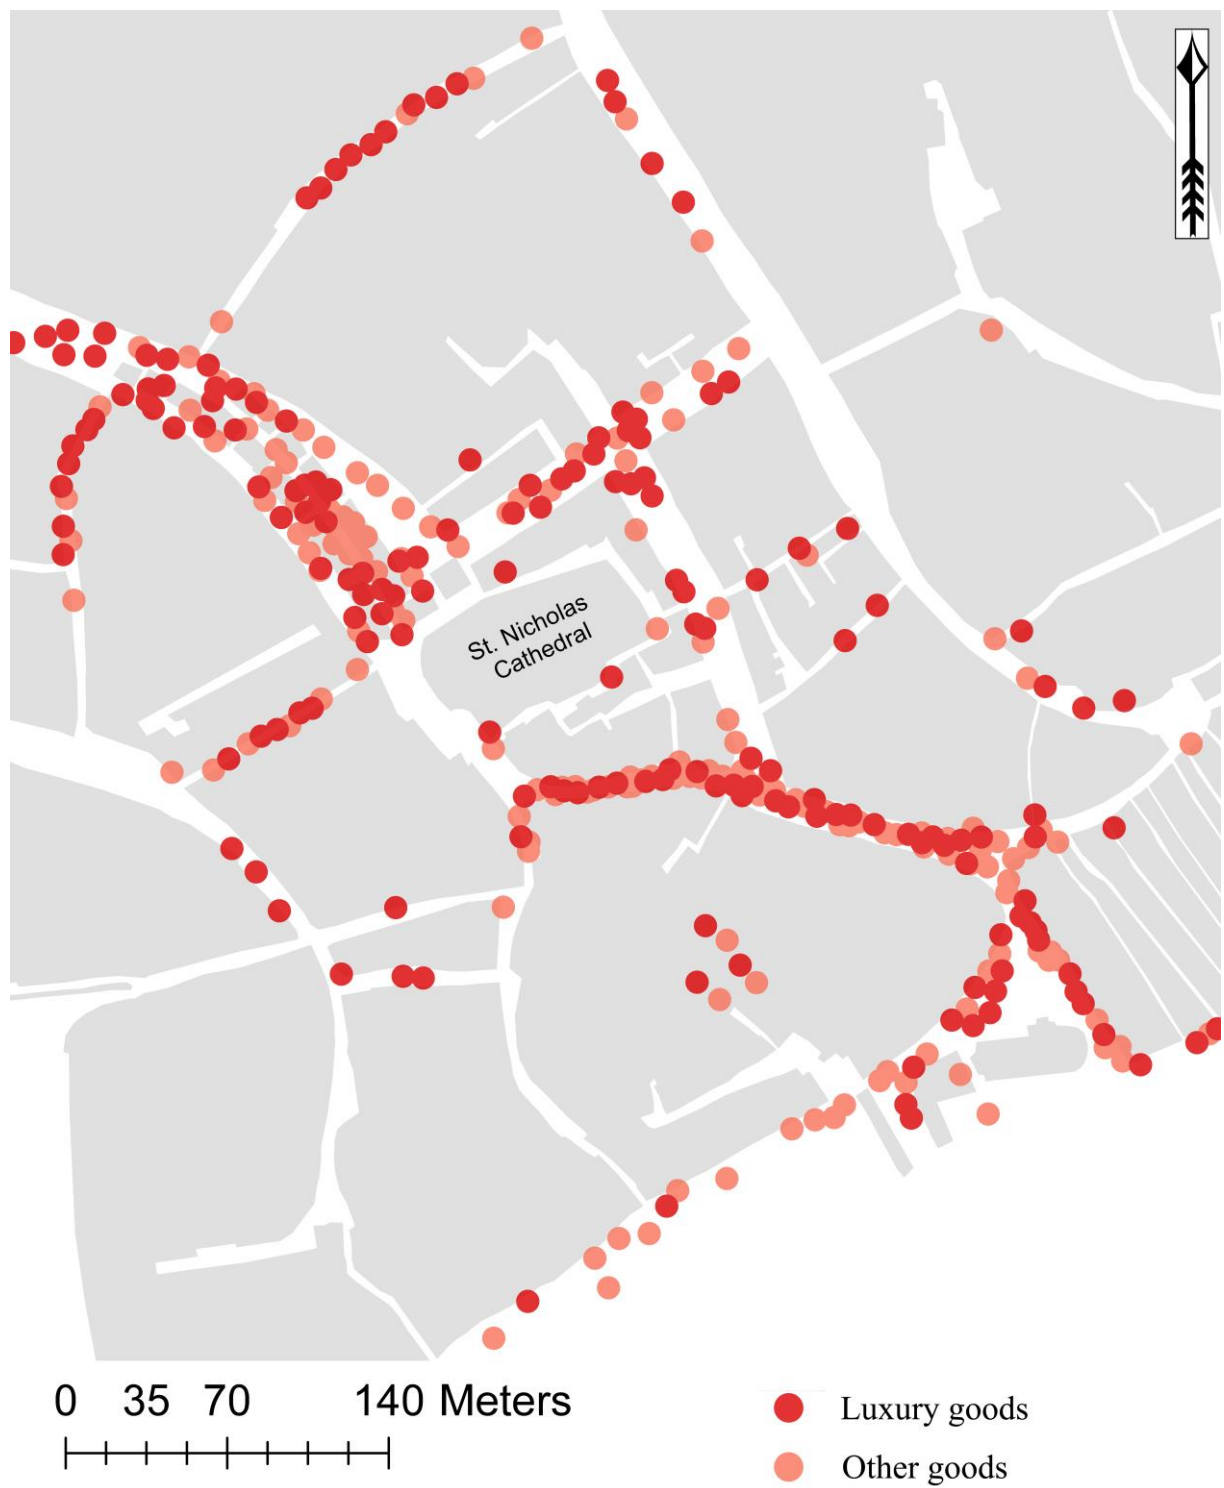 St. Nicholas
Cathedral
0 35 70 140 Meters
Luxury goods
Other goods